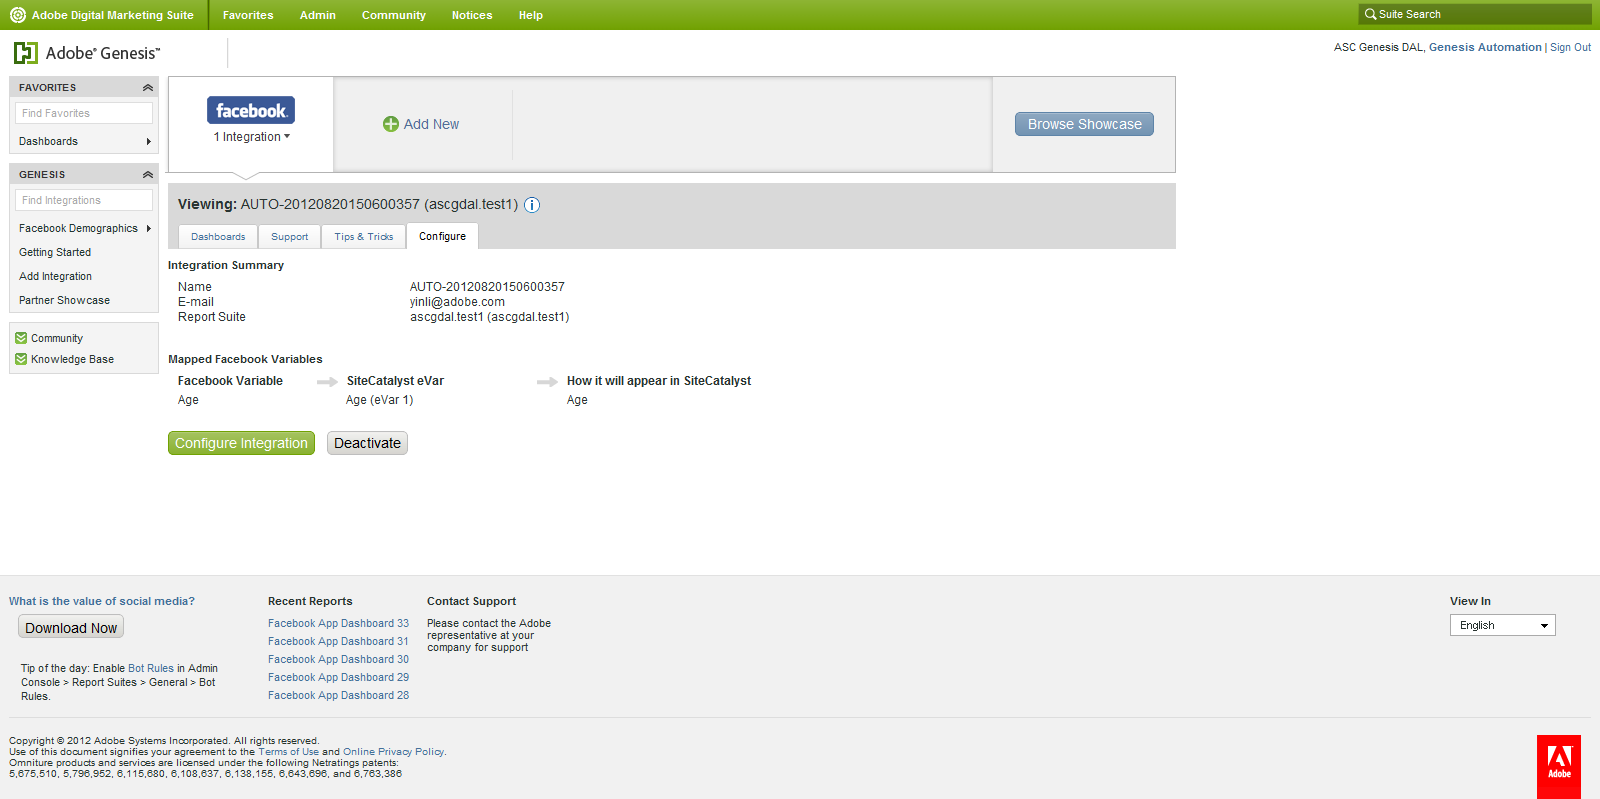 Adobe Digital Marketing Suite
Favorites Admin Community Notices Help
Suite Search
Adobe® Genesis™
ASC Genesis DAL, Genesis Automation | Sign Out
FAVORITES
Find Favorites
Dashboards
GENESIS
Find Integrations
Facebook Demographics
Getting Started
Add Integration
Partner Showcase
Community
Knowledge Base
facebook.
1 Integration
Add New
Browse Showcase
Viewing: AUTO-20120820150600357 (ascgdal.test1)
Dashboards Support Tips & Tricks Configure
Integration Summary
Name AUTO-20120820150600357
E-mail yinli@adobe.com
Report Suite ascgdal.test1 (ascgdal.test1)
Mapped Facebook Variables
Facebook Variable SiteCatalyst eVar How it will appear in SiteCatalyst
Age Age (eVar 1) Age
Configure Integration Deactivate
What is the value of social media?
Download Now
Tip of the day: Enable Bot Rules in Admin
Console > Report Suites > General > Bot
Rules.
Recent Reports
Facebook App Dashboard 33
Facebook App Dashboard 31
Facebook App Dashboard 30
Facebook App Dashboard 29
Facebook App Dashboard 28
Contact Support
Please contact the Adobe
representative at your
company for support
View In
English
Copyright © 2012 Adobe Systems Incorporated. All rights reserved.
Use of this document signifies your agreement to the Terms of Use and Online Privacy Policy.
Omniture products and services are licensed under the following Netratings patents:
5,675,510, 5,796,952, 6,115,680, 6,108,637, 6,138,155, 6,643,696, and 6,763,386
Adobe